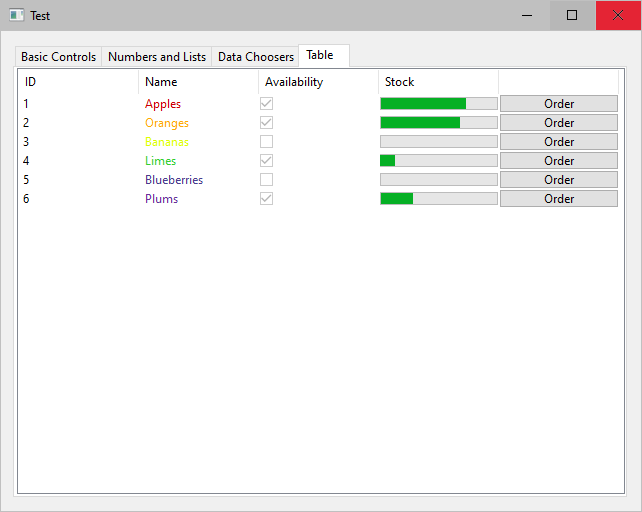 Test
Basic Controls Numbers and Lists Data Choosers Table
ID Name Availability Stock
1 Apples Order
2 Oranges Order
3 Bananas Order
4 Limes Order
5 Blueberries Order
6 Plums Order